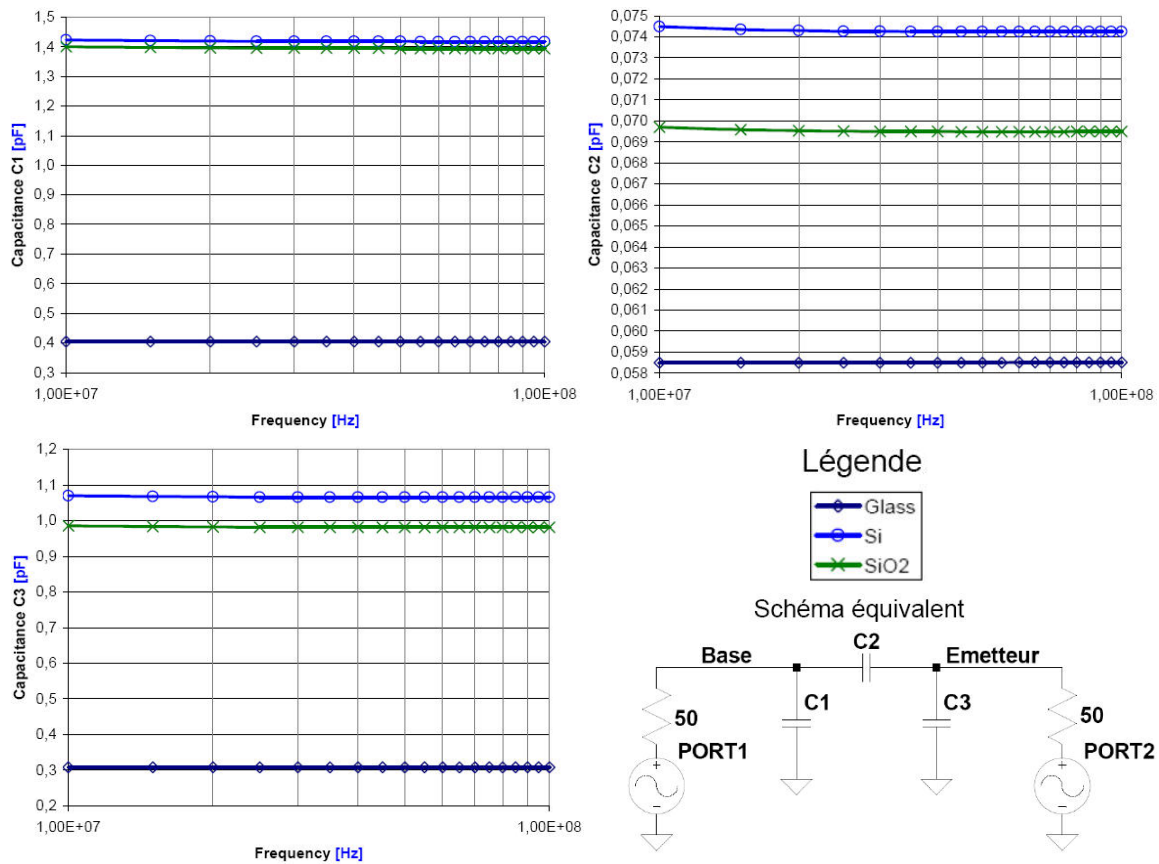 1,5
1,4
1,3
1,2
1,1
1,0
0,9
0,8
0,7
0,6
0,5
0,4
0,3
Capacitance C1 [pF]
1,00E+07
1,00E+08
Frequency [Hz]
0,075
0,074
0,073
0,072
0,071
0,070
0,069
0,068
0,067
0,066
0,065
0,064
0,063
0,062
0,061
0,060
0,059
0,058
Capacitance C2 [pF]
1,00E+07
1,00E+08
Frequency [Hz]
1,2
1,1
1,0
0,9
0,8
0,7
0,6
0,5
0,4
0,3
0,2
Capacitance C3 [pF]
1,00E+07
1,00E+08
Frequency [Hz]
Légende
Glass
Si
SiO2
Schéma équivalent
C2
Base
Emetteur
C1
C3
50
50
PORT1
PORT2